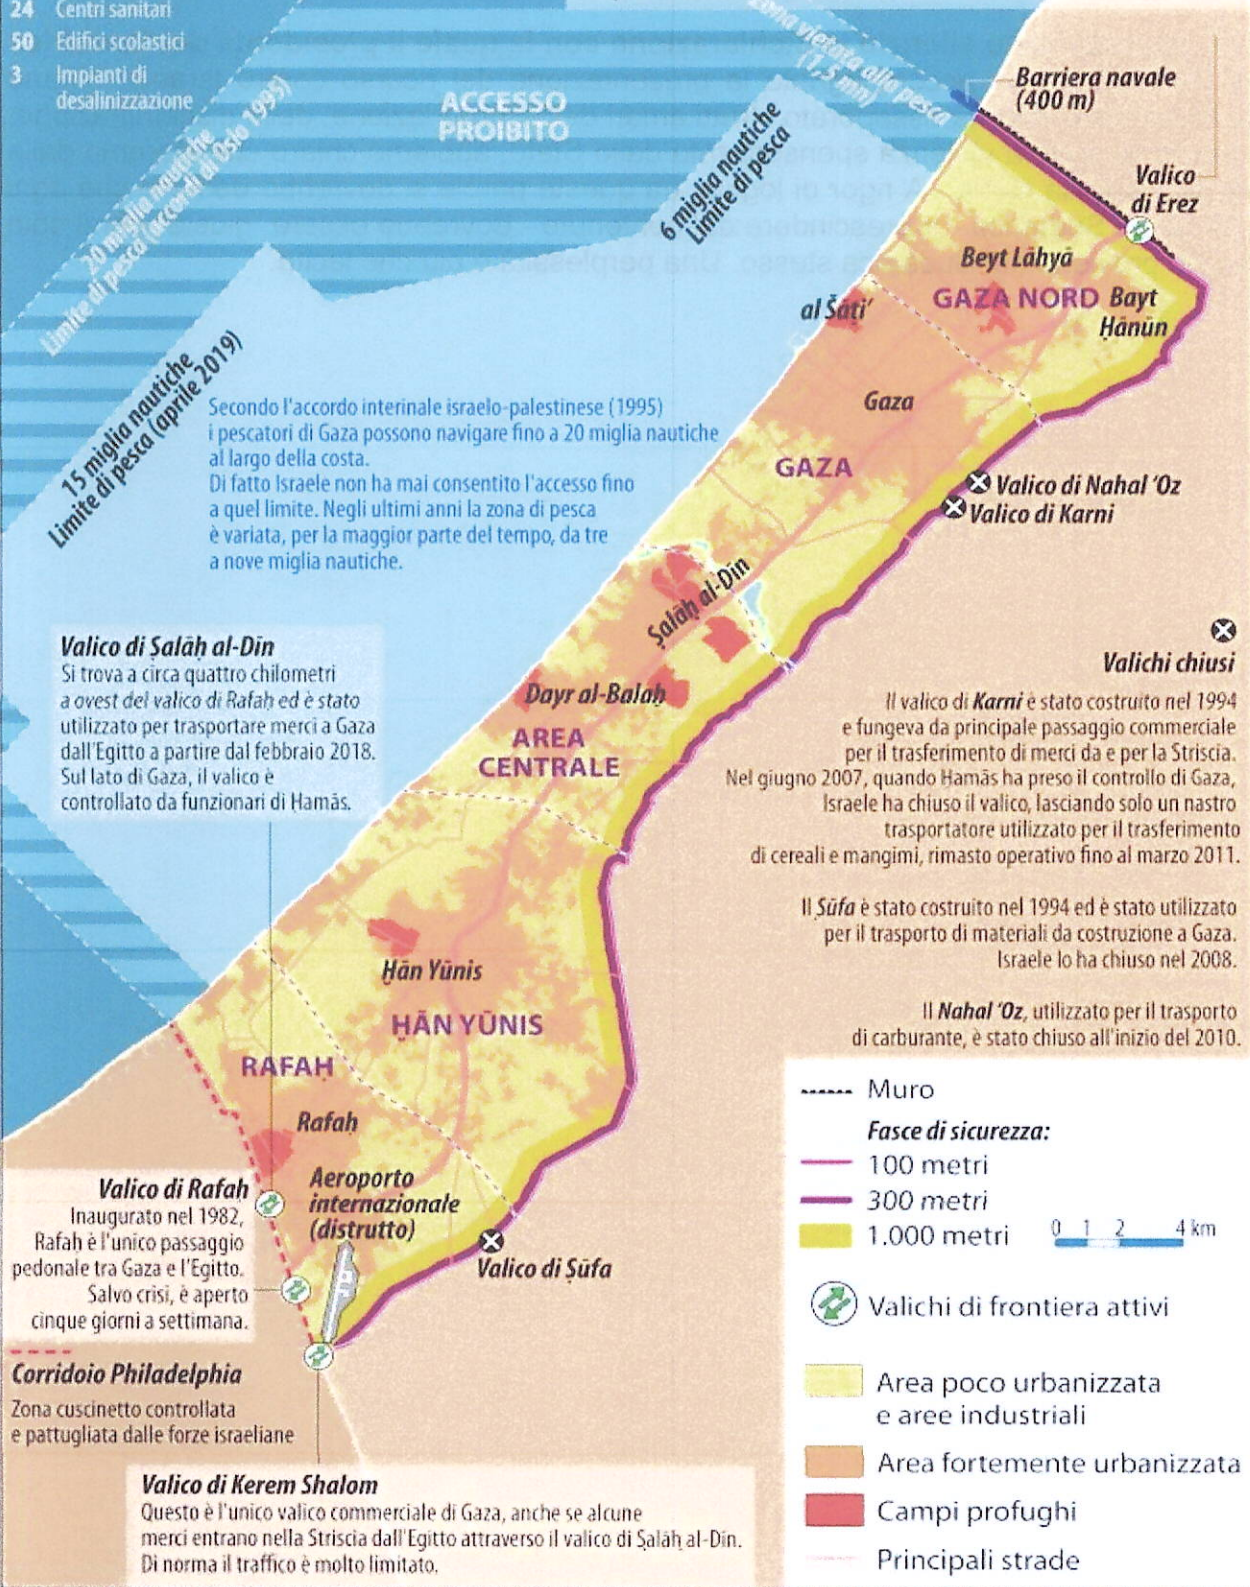 24 Centri sanitari
50 Edifici scolastici
3 Impianti di
desalinizzazione
20 miglia nautiche
Limite di pesca (accordi di Oslo 1995)
ACCESSO
PROIBITO
Zona vietata alla pesca
(1,5 mn)
6 miglia nautiche
Limite di pesca
Barriera navale
(400 m)
Valico
di Erez
Beyt Lāhyā
GAZA NORD
Bayt
Ḥānūn
al Šāṭi’
Gaza
GAZA
15 miglia nautiche
Limite di pesca (aprile 2019)
Secondo l'accordo interinale israelo-palestinese (1995)
i pescatori di Gaza possono navigare fino a 20 miglia nautiche
al largo della costa.
Di fatto Israele non ha mai consentito l'accesso fino
a quel limite. Negli ultimi anni la zona di pesca
è variata, per la maggior parte del tempo, da tre
a nove miglia nautiche.
Valico di Nahal ‘Oz
Valico di Karni
Ṣalāḥ al-Dīn
Dayr al-Balaḥ
AREA
CENTRALE
Valico di Ṣalāḥ al-Dīn
Si trova a circa quattro chilometri
a ovest del valico di Rafaḥ ed è stato
utilizzato per trasportare merci a Gaza
dall'Egitto a partire dal febbraio 2018.
Sul lato di Gaza, il valico è
controllato da funzionari di Hamās.
Valichi chiusi
Il valico di Karni è stato costruito nel 1994
e fungeva da principale passaggio commerciale
per il trasferimento di merci da e per la Striscia.
Nel giugno 2007, quando Ḥamās ha preso il controllo di Gaza,
Israele ha chiuso il valico, lasciando solo un nastro
trasportatore utilizzato per il trasferimento
di cereali e mangimi, rimasto operativo fino al marzo 2011.
Il Ṣūfa è stato costruito nel 1994 ed è stato utilizzato
per il trasporto di materiali da costruzione a Gaza.
Israele lo ha chiuso nel 2008.
Il Nahal ‘Oz, utilizzato per il trasporto
di carburante, è stato chiuso all'inizio del 2010.
Ḫān Yūnis
ḪĀN YŪNIS
RAFAḤ
Rafaḥ
Aeroporto
internazionale
(distrutto)
Valico di Ṣūfa
Valico di Rafaḥ
Inaugurato nel 1982,
Rafaḥ è l'unico passaggio
pedonale tra Gaza e l'Egitto.
Salvo crisi, è aperto
cinque giorni a settimana.
Corridoio Philadelphia
Zona cuscinetto controllata
e pattugliata dalle forze israeliane
Valico di Kerem Shalom
Questo è l'unico valico commerciale di Gaza, anche se alcune
merci entrano nella Striscia dall'Egitto attraverso il valico di Ṣalāḥ al-Dīn.
Di norma il traffico è molto limitato.
Muro
Fasce di sicurezza:
100 metri
300 metri
1.000 metri
0 1 2 4 km
Valichi di frontiera attivi
Area poco urbanizzata
e aree industriali
Area fortemente urbanizzata
Campi profughi
Principali strade